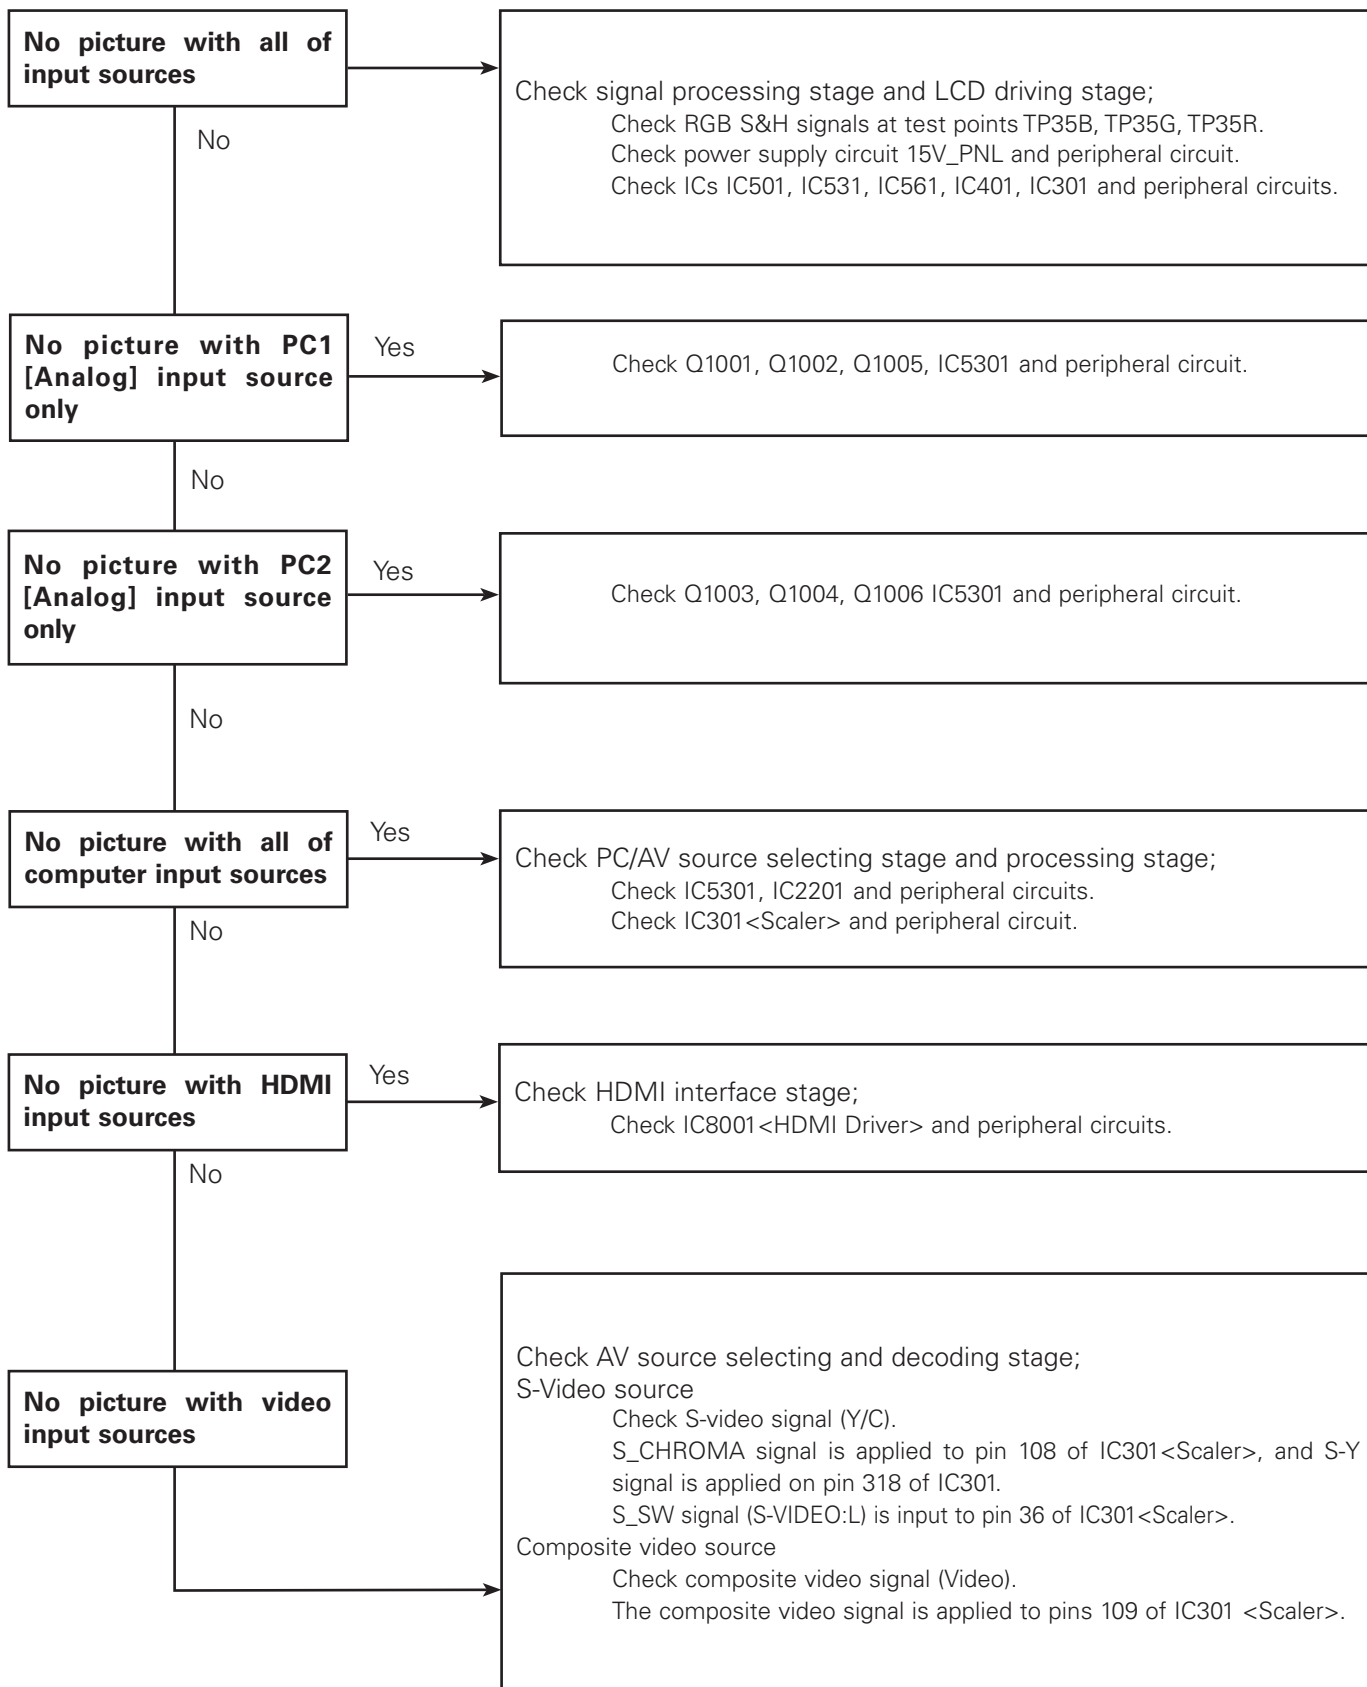 No picture with all of
input sources
Check signal processing stage and LCD driving stage;
Check RGB S&H signals at test points TP35B, TP35G, TP35R.
Check power supply circuit 15V_PNL and peripheral circuit.
Check ICs IC501, IC531, IC561, IC401, IC301 and peripheral circuits.
No
No picture with PC1
[Analog] input source
only
Yes
Check Q1001, Q1002, Q1005, IC5301 and peripheral circuit.
No
No picture with PC2
[Analog] input source
only
Yes
Check Q1003, Q1004, Q1006 IC5301 and peripheral circuit.
No
No picture with all of
computer input sources
Yes
Check PC/AV source selecting stage and processing stage;
Check IC5301, IC2201 and peripheral circuits.
Check IC301<Scaler> and peripheral circuit.
No
No picture with HDMI
input sources
Yes
Check HDMI interface stage;
Check IC8001<HDMI Driver> and peripheral circuits.
No
No picture with video
input sources
Check AV source selecting and decoding stage;
S-Video source
Check S-video signal (Y/C).
S_CHROMA signal is applied to pin 108 of IC301<Scaler>, and S-Y
signal is applied on pin 318 of IC301.
S_SW signal (S-VIDEO:L) is input to pin 36 of IC301<Scaler>.
Composite video source
Check composite video signal (Video).
The composite video signal is applied to pins 109 of IC301 <Scaler>.